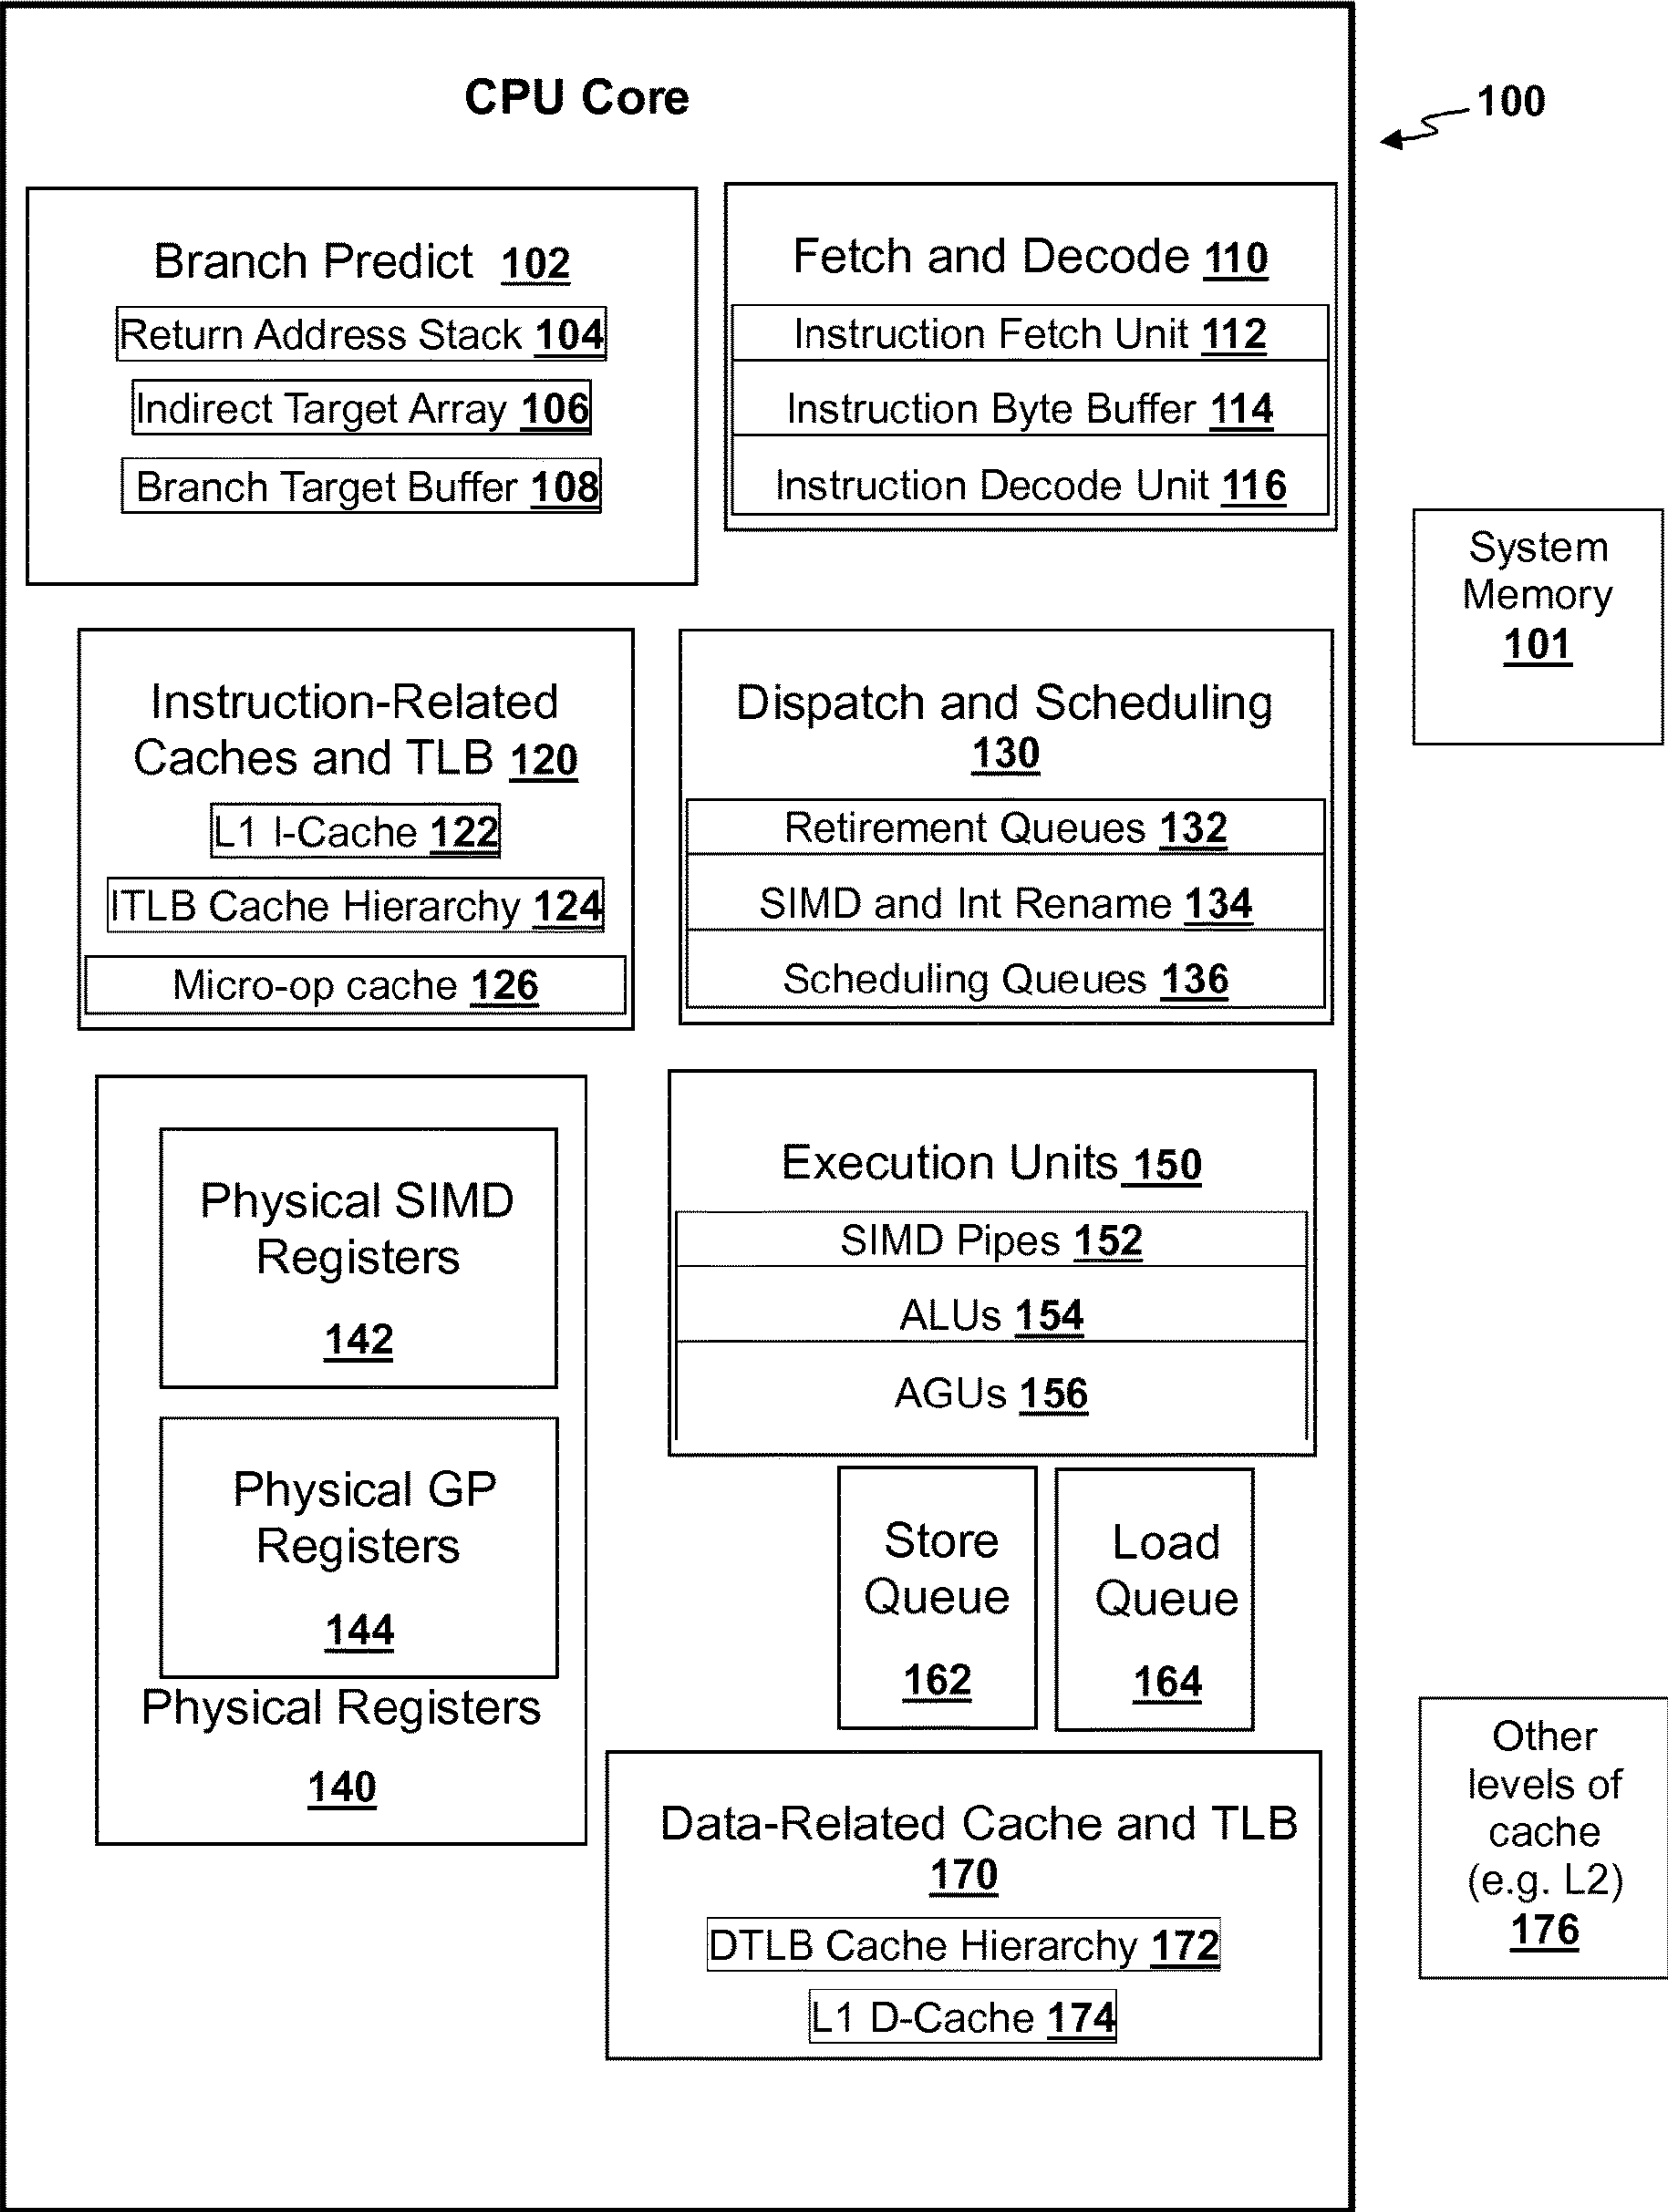 CPU Core
100
Branch Predict 102
Return Address Stack 104
Indirect Target Array 106
Branch Target Buffer 108
Fetch and Decode 110
Instruction Fetch Unit 112
Instruction Byte Buffer 114
Instruction Decode Unit 116
System
Memory
101
Instruction-Related
Caches and TLB 120
L1 I-Cache 122
ITLB Cache Hierarchy 124
Micro-op cache 126
Dispatch and Scheduling
130
Retirement Queues 132
SIMD and Int Rename 134
Scheduling Queues 136
Physical SIMD
Registers
142
Physical GP
Registers
144
Physical Registers
140
Execution Units 150
SIMD Pipes 152
ALUs 154
AGUs 156
Store
Queue
162
Load
Queue
164
Data-Related Cache and TLB
170
DTLB Cache Hierarchy 172
L1 D-Cache 174
Other
levels of
cache
(e.g. L2)
176